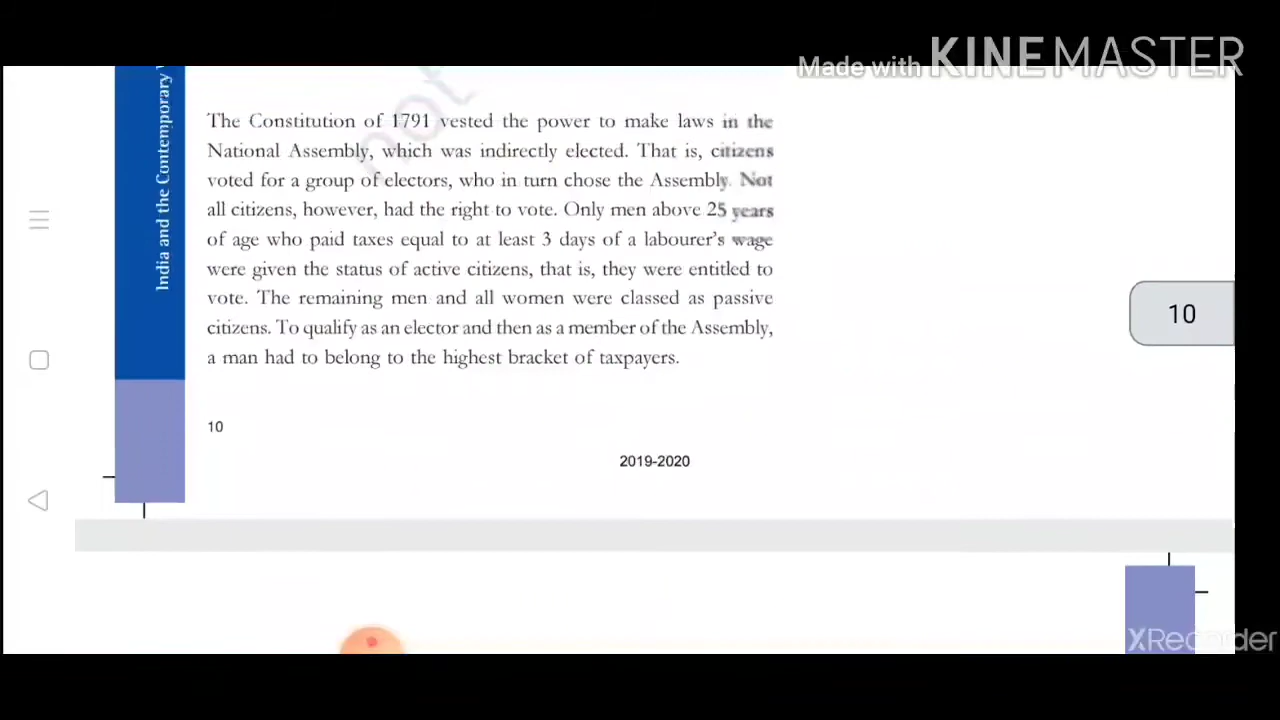 Made with KINEMASTER
India and the Contemporary
not
The Constitution of 1791 vested the power to make laws in the
National Assembly, which was indirectly elected. That is, citizens
voted for a group of electors, who in turn chose the Assembly. Not
all citizens, however, had the right to vote. Only men above 25 years
of age who paid taxes equal to at least 3 days of a labourer's wage
were given the status of active citizens, that is, they were entitled to
vote. The remaining men and all women were classed as passive
citizens. To qualify as an elector and then as a member of the Assembly,
a man had to belong to the highest bracket of taxpayers.
10
10
2019-2020
XRecorder